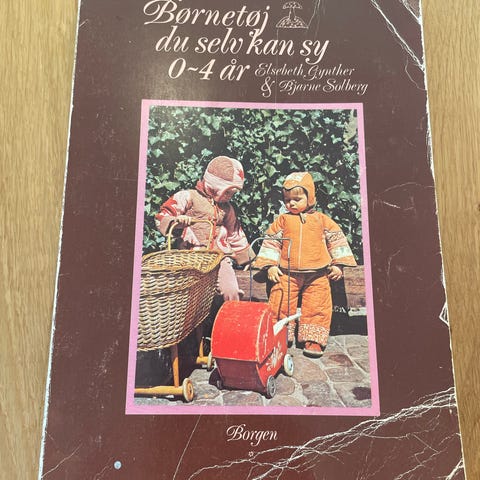 Børnetøj
du selv kan sy
0-4 år Elsebeth Gynther
& Bjarne Solberg
Borgen